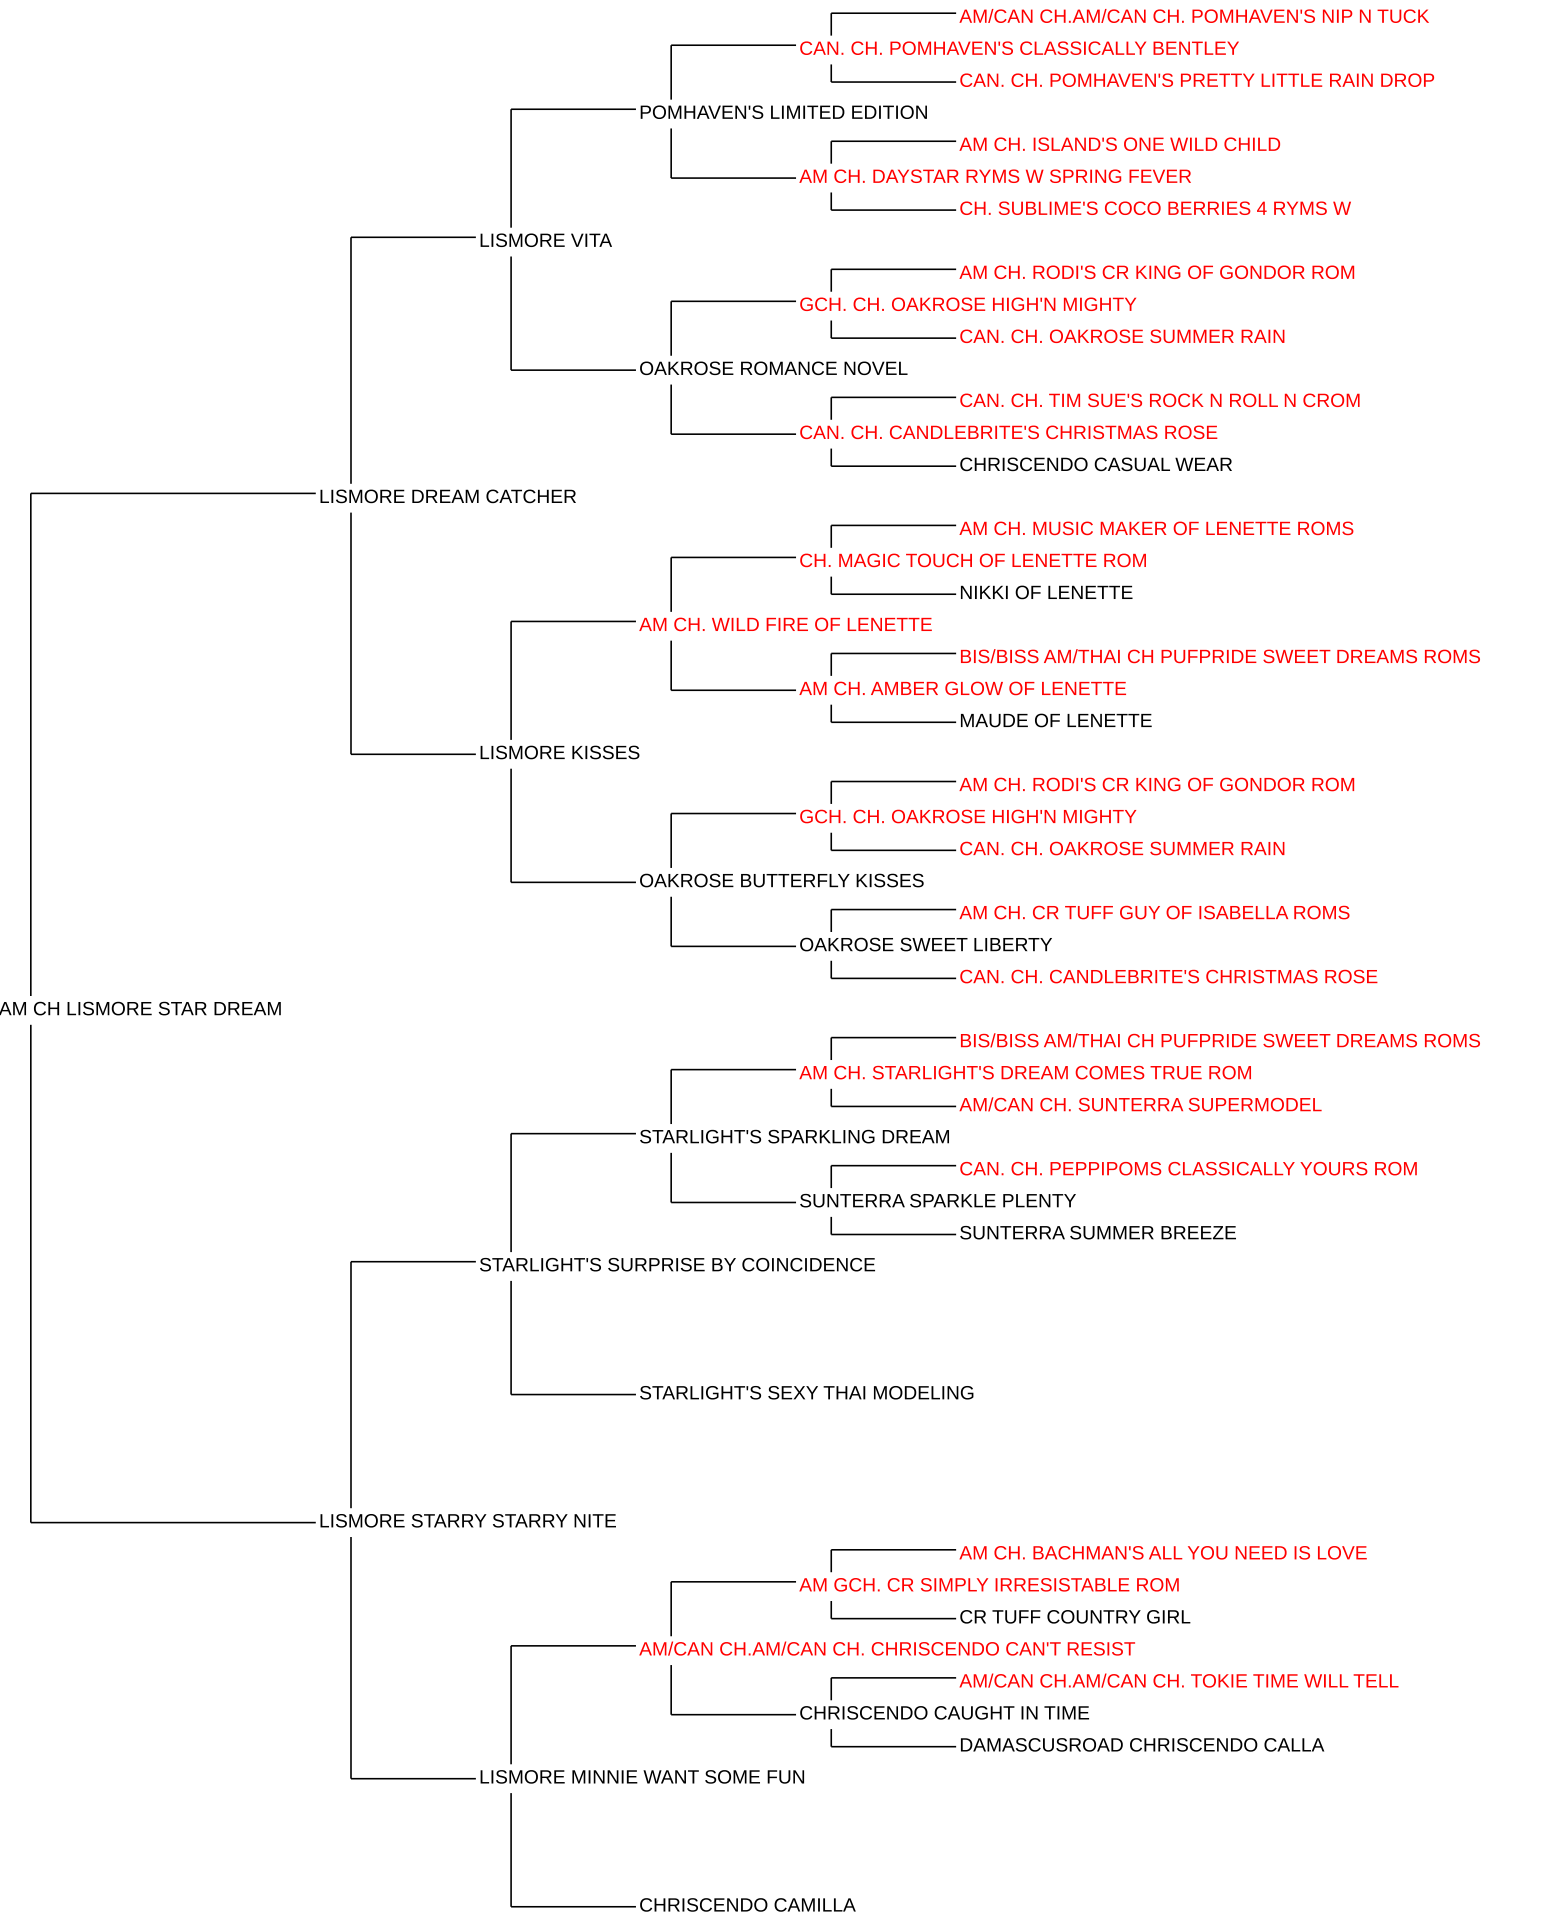 AM/CAN CH.AM/CAN CH. POMHAVEN'S NIP N TUCK
CAN. CH. POMHAVEN'S CLASSICALLY BENTLEY
CAN. CH. POMHAVEN'S PRETTY LITTLE RAIN DROP
POMHAVEN'S LIMITED EDITION
AM CH. ISLAND'S ONE WILD CHILD
AM CH. DAYSTAR RYMS W SPRING FEVER
CH. SUBLIME'S COCO BERRIES 4 RYMS W
LISMORE VITA
AM CH. RODI'S CR KING OF GONDOR ROM
GCH. CH. OAKROSE HIGH'N MIGHTY
CAN. CH. OAKROSE SUMMER RAIN
OAKROSE ROMANCE NOVEL
CAN. CH. TIM SUE'S ROCK N ROLL N CROM
CAN. CH. CANDLEBRITE'S CHRISTMAS ROSE
CHRISCENDO CASUAL WEAR
LISMORE DREAM CATCHER
AM CH. MUSIC MAKER OF LENETTE ROMS
CH. MAGIC TOUCH OF LENETTE ROM
NIKKI OF LENETTE
AM CH. WILD FIRE OF LENETTE
BIS/BISS AM/THAI CH PUFPRIDE SWEET DREAMS ROMS
AM CH. AMBER GLOW OF LENETTE
MAUDE OF LENETTE
LISMORE KISSES
AM CH. RODI'S CR KING OF GONDOR ROM
GCH. CH. OAKROSE HIGH'N MIGHTY
CAN. CH. OAKROSE SUMMER RAIN
OAKROSE BUTTERFLY KISSES
AM CH. CR TUFF GUY OF ISABELLA ROMS
OAKROSE SWEET LIBERTY
CAN. CH. CANDLEBRITE'S CHRISTMAS ROSE
AM CH LISMORE STAR DREAM
BIS/BISS AM/THAI CH PUFPRIDE SWEET DREAMS ROMS
AM CH. STARLIGHT'S DREAM COMES TRUE ROM
AM/CAN CH. SUNTERRA SUPERMODEL
STARLIGHT'S SPARKLING DREAM
CAN. CH. PEPPIPOMS CLASSICALLY YOURS ROM
SUNTERRA SPARKLE PLENTY
SUNTERRA SUMMER BREEZE
STARLIGHT'S SURPRISE BY COINCIDENCE
STARLIGHT'S SEXY THAI MODELING
LISMORE STARRY STARRY NITE
AM CH. BACHMAN'S ALL YOU NEED IS LOVE
AM GCH. CR SIMPLY IRRESISTABLE ROM
CR TUFF COUNTRY GIRL
AM/CAN CH.AM/CAN CH. CHRISCENDO CAN'T RESIST
AM/CAN CH.AM/CAN CH. TOKIE TIME WILL TELL
CHRISCENDO CAUGHT IN TIME
DAMASCUSROAD CHRISCENDO CALLA
LISMORE MINNIE WANT SOME FUN
CHRISCENDO CAMILLA